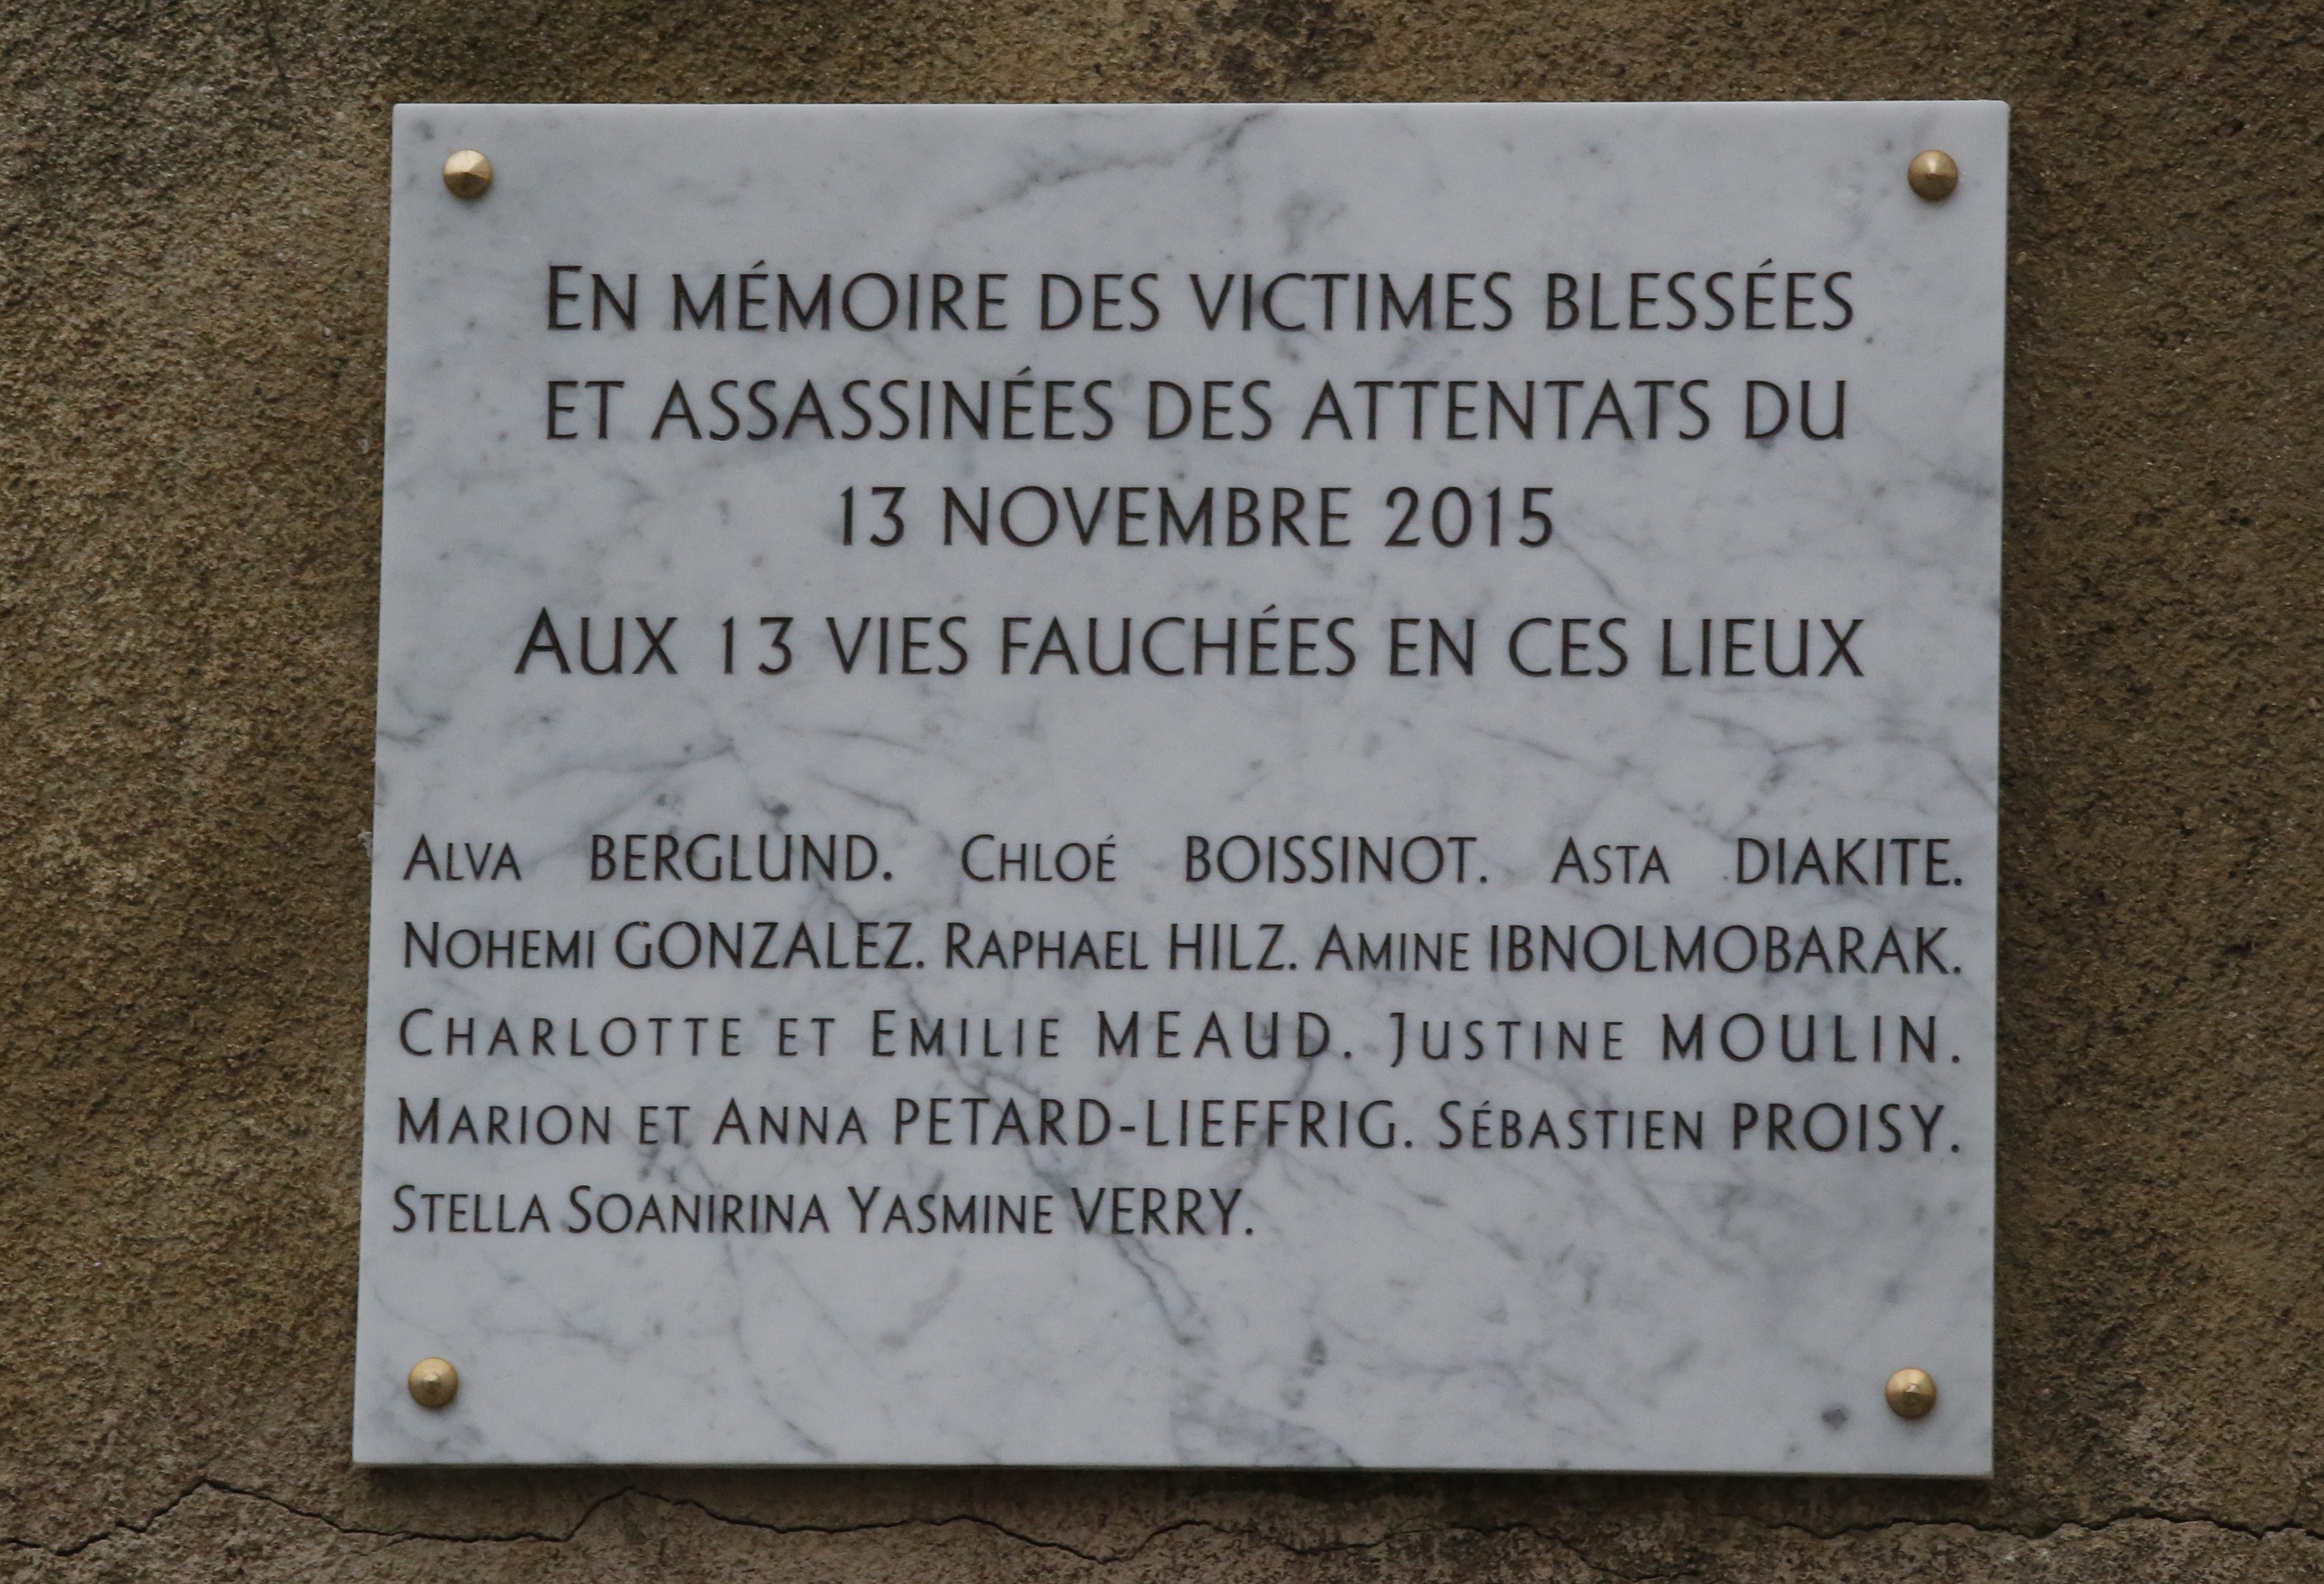 EN MÉMOIRE DES VICTIMES BLESSÉES
ET ASSASSINÉES DES ATTENTATS DU
13 NOVEMBRE 2015
AUX 13 VIES FAUCHÉES EN CES LIEUX
ALVA BERGLUND. CHLOÉ BOISSINOT. ASTA DIAKITE.
NOHEMI GONZALEZ. RAPHAEL HILZ. AMINE IBNOLMOBARAK.
CHARLOTTE ET EMILIE MEAUD. JUSTINE MOULIN.
MARION ET ANNA PETARD-LIEFFRIG. SÉBASTIEN PROISY.
STELLA SOANIRINA YASMINE VERRY.